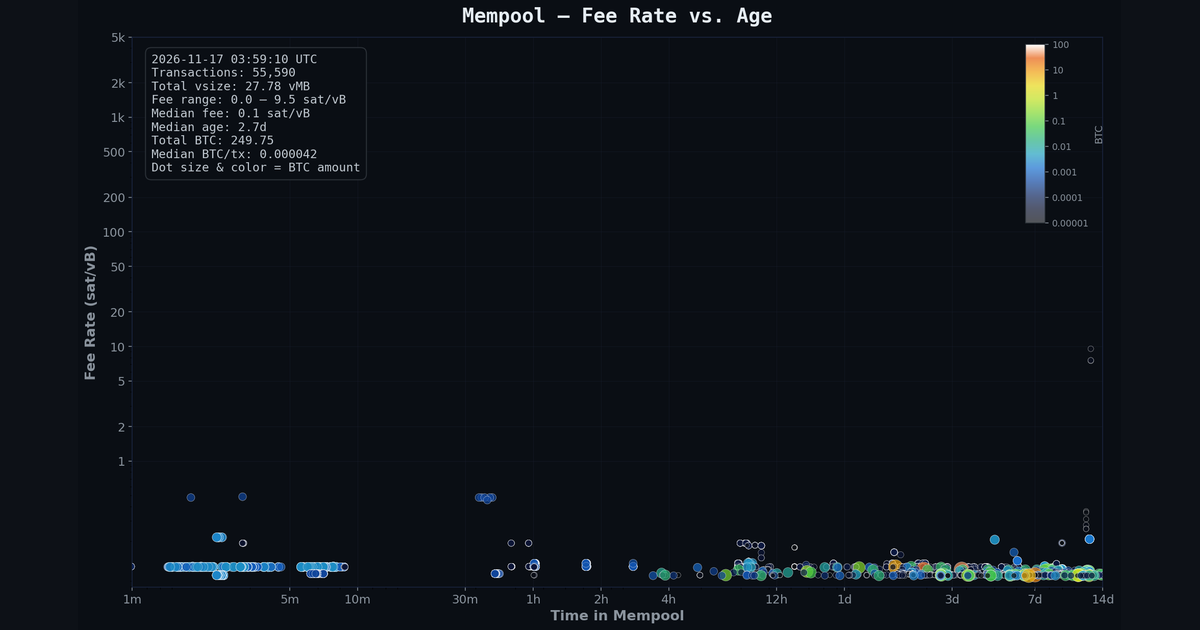 Mempool — Fee Rate vs. Age
2026-11-17 03:59:10 UTC
Transactions: 55,590
Total vsize: 27.78 vMB
Fee range: 0.0 — 9.5 sat/vB
Median fee: 0.1 sat/vB
Median age: 2.7d
Total BTC: 249.75
Median BTC/tx: 0.000042
Dot size & color = BTC amount
5k
2k
1k
500
200
100
50
20
10
5
2
1
Fee Rate (sat/vB)
100
10
1
0.1
0.01
0.001
0.0001
0.00001
BTC
1m 5m 10m 30m 1h 2h 4h 12h 1d 3d 7d 14d
Time in Mempool